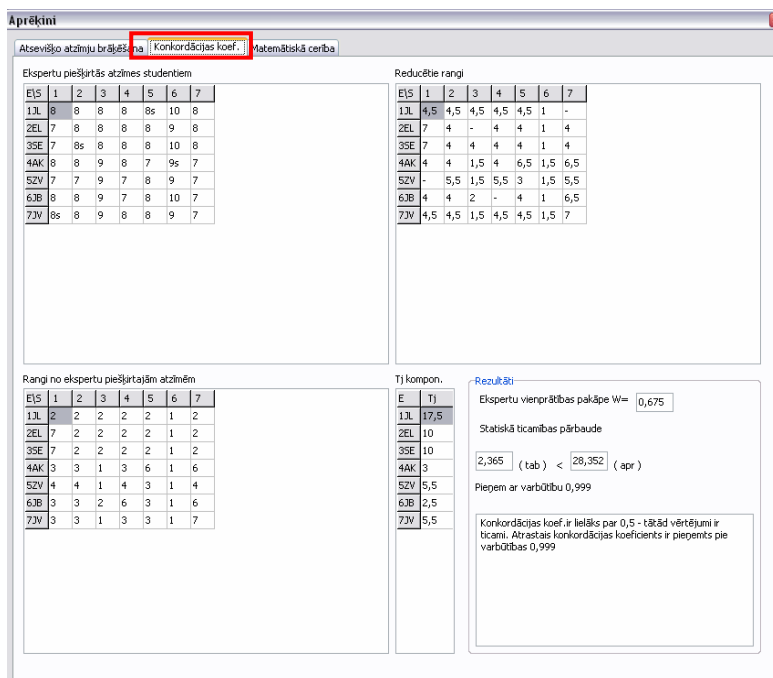 Aprēķini
Atsevišķo atzīmju brāķēšana Konkordācijas koef. Matemātiskā cerība
Ekspertu piešķirtās atzīmes studentiem
E\S 1 2 3 4 5 6 7
1JL 8 8 8 8 8s 10 8
2EL 7 8 8 8 8 9 8
3SE 7 8s 8 8 8 10 8
4AK 8 8 9 8 7 9s 7
5ZV 7 7 9 7 8 9 7
6JB 8 8 9 7 8 10 7
7JV 8s 8 9 8 8 9 7
Reducētie rangi
E\S 1 2 3 4 5 6 7
1JL 4,5 4,5 4,5 4,5 4,5 1 -
2EL 7 4 - 4 4 1 4
3SE 7 4 4 4 4 1 4
4AK 4 4 1,5 4 6,5 1,5 6,5
5ZV - 5,5 1,5 5,5 3 1,5 5,5
6JB 4 4 2 - 4 1 6,5
7JV 4,5 4,5 1,5 4,5 4,5 1,5 7
Rangi no ekspertu piešķirtajām atzīmēm
E\S 1 2 3 4 5 6 7
1JL 2 2 2 2 2 1 2
2EL 7 2 2 2 2 1 2
3SE 7 2 2 2 2 1 2
4AK 3 3 1 3 6 1 6
5ZV 4 4 1 4 3 1 4
6JB 3 3 2 6 3 1 6
7JV 3 3 1 3 3 1 7
Tj kompon.
E Tj
1JL 17,5
2EL 10
3SE 10
4AK 3
5ZV 5,5
6JB 2,5
7JV 5,5
Rezultāti
Ekspertu vienprātības pakāpe W= 0,675
Statiskā ticamības pārbaude
2,365 ( tab ) < 28,352 ( apr )
Pieņem ar varbūtību 0,999
Konkordācijas koef.ir lielāks par 0,5 - tātād vērtējumi ir
ticami. Atrastais konkordācijas koeficients ir pieņemts pie
varbūtības 0,999